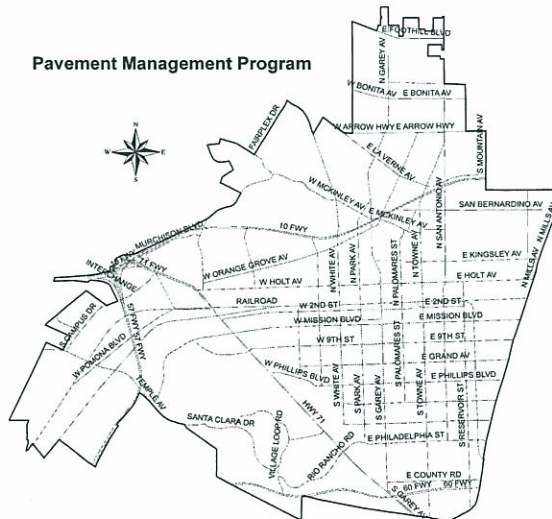 Pavement Management Program
N
W
E
S
E FOOTHILL BLVD
N GAREY AV
W BONITA AV
E BONITA AV
FAIRPLEX DR
W ARROW HWY
E ARROW HWY
E LA VERNE AV
S MOUNTAIN AV
W MCKINLEY AV
E MCKINLEY AV
N SAN ANTONIO AV
SAN BERNARDINO AV
N MILLS AV
N MILLS AV
MURCHISON BLVD
10 FWY
57 FWY
INTERCHANGE
W ORANGE GROVE AV
N WHITE AV
N PARK AV
N PALOMARES ST
N TOWNE AV
E KINGSLEY AV
W HOLT AV
E HOLT AV
RAILROAD
W 2ND ST
E 2ND ST
W MISSION BLVD
E MISSION BLVD
W 9TH ST
E 9TH ST
S CAMPUS DR
57 FWY
W POMONA BLVD
TEMPLE AV
E GRAND AV
W PHILLIPS BLVD
E PHILLIPS BLVD
S WHITE AV
S PARK AV
S GAREY AV
S PALOMARES ST
S TOWNE AV
S RESERVOIR ST
HWY 71
SANTA CLARA DR
VILLAGE LOOP RD
RIO RANCHO RD
E PHILADELPHIA ST
E COUNTY RD
60 FWY
60 FWY
S GAREY AV